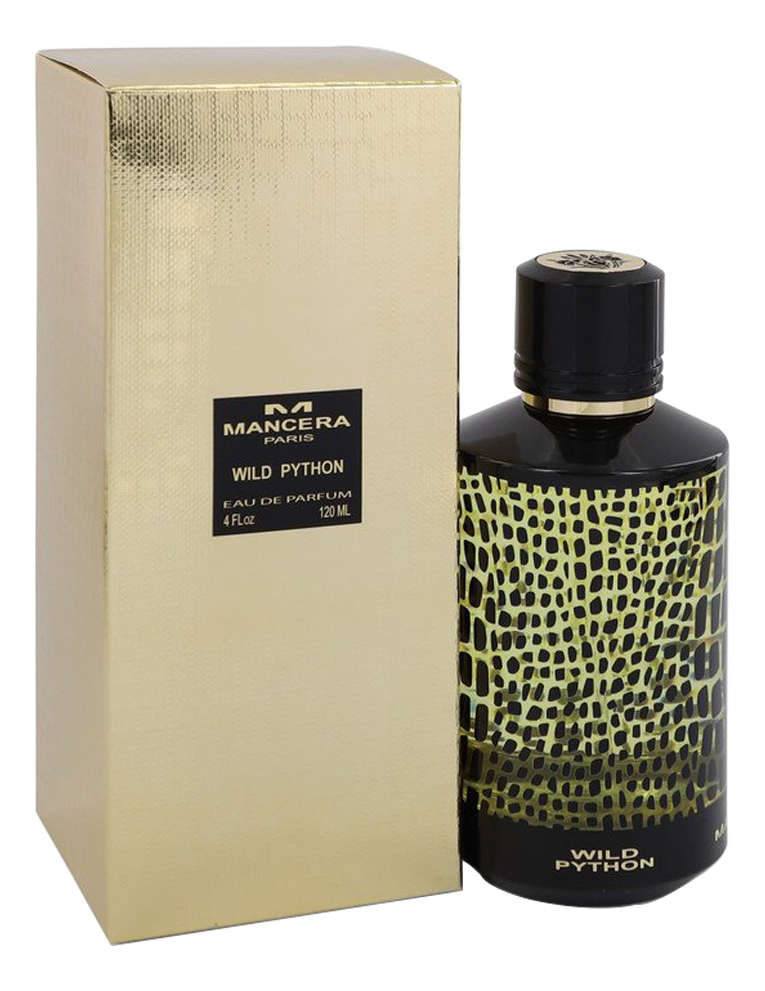 M
MANCERA
PARIS
WILD PYTHON
EAU DE PARFUM
4 FLoz 120 ML
WILD
PYTHON